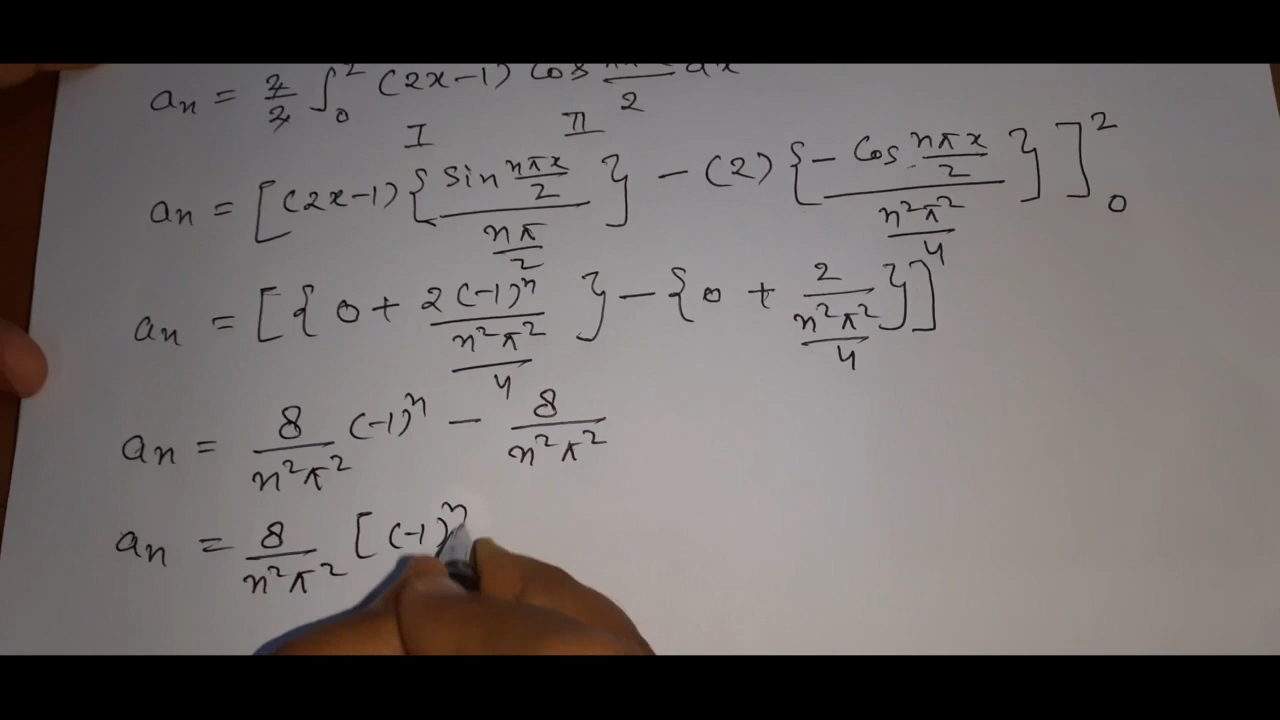 aₙ = 2/2 ∫₀² (2x-1) cos nπx/2 dx
I II
aₙ = [(2x-1) {sin nπx/2 / nπ/2} - (2) {- cos nπx/2 / n²π²/4}]₀²
aₙ = [{0 + 2(-1)ⁿ / n²π²/4} - {0 + 2 / n²π²/4}]
aₙ = 8/n²π² (-1)ⁿ - 8/n²π²
aₙ = 8/n²π² [(-1)ⁿ